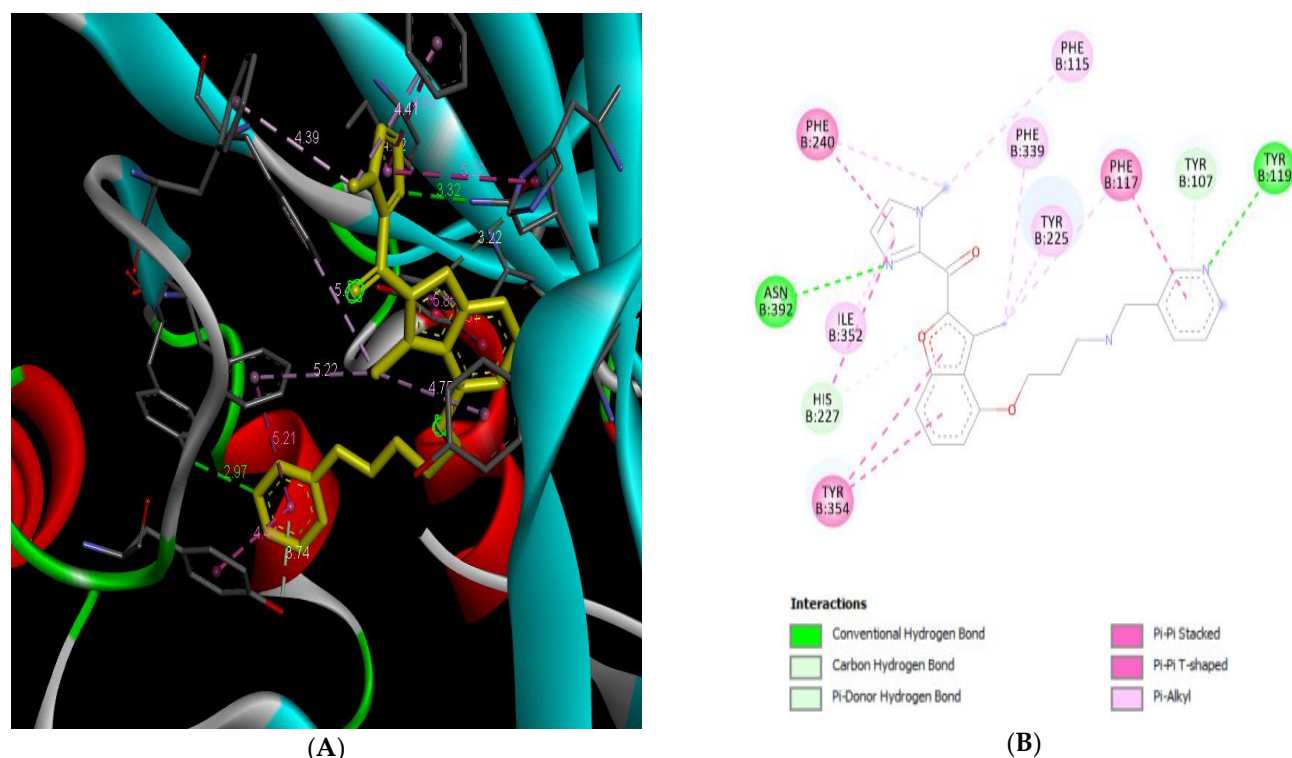 4.39
4.41
3.32
3.22
5.22
4.75
5.21
2.97
3.74
(A)
PHE
B:115
PHE
B:240
PHE
B:339
PHE
B:117
TYR
B:107
TYR
B:119
TYR
B:225
ASN
B:392
ILE
B:352
HIS
B:227
TYR
B:354
N
N
O
O
O
N
N
Interactions
Conventional Hydrogen Bond
Carbon Hydrogen Bond
Pi-Donor Hydrogen Bond
Pi-Pi Stacked
Pi-Pi T-shaped
Pi-Alkyl
(B)